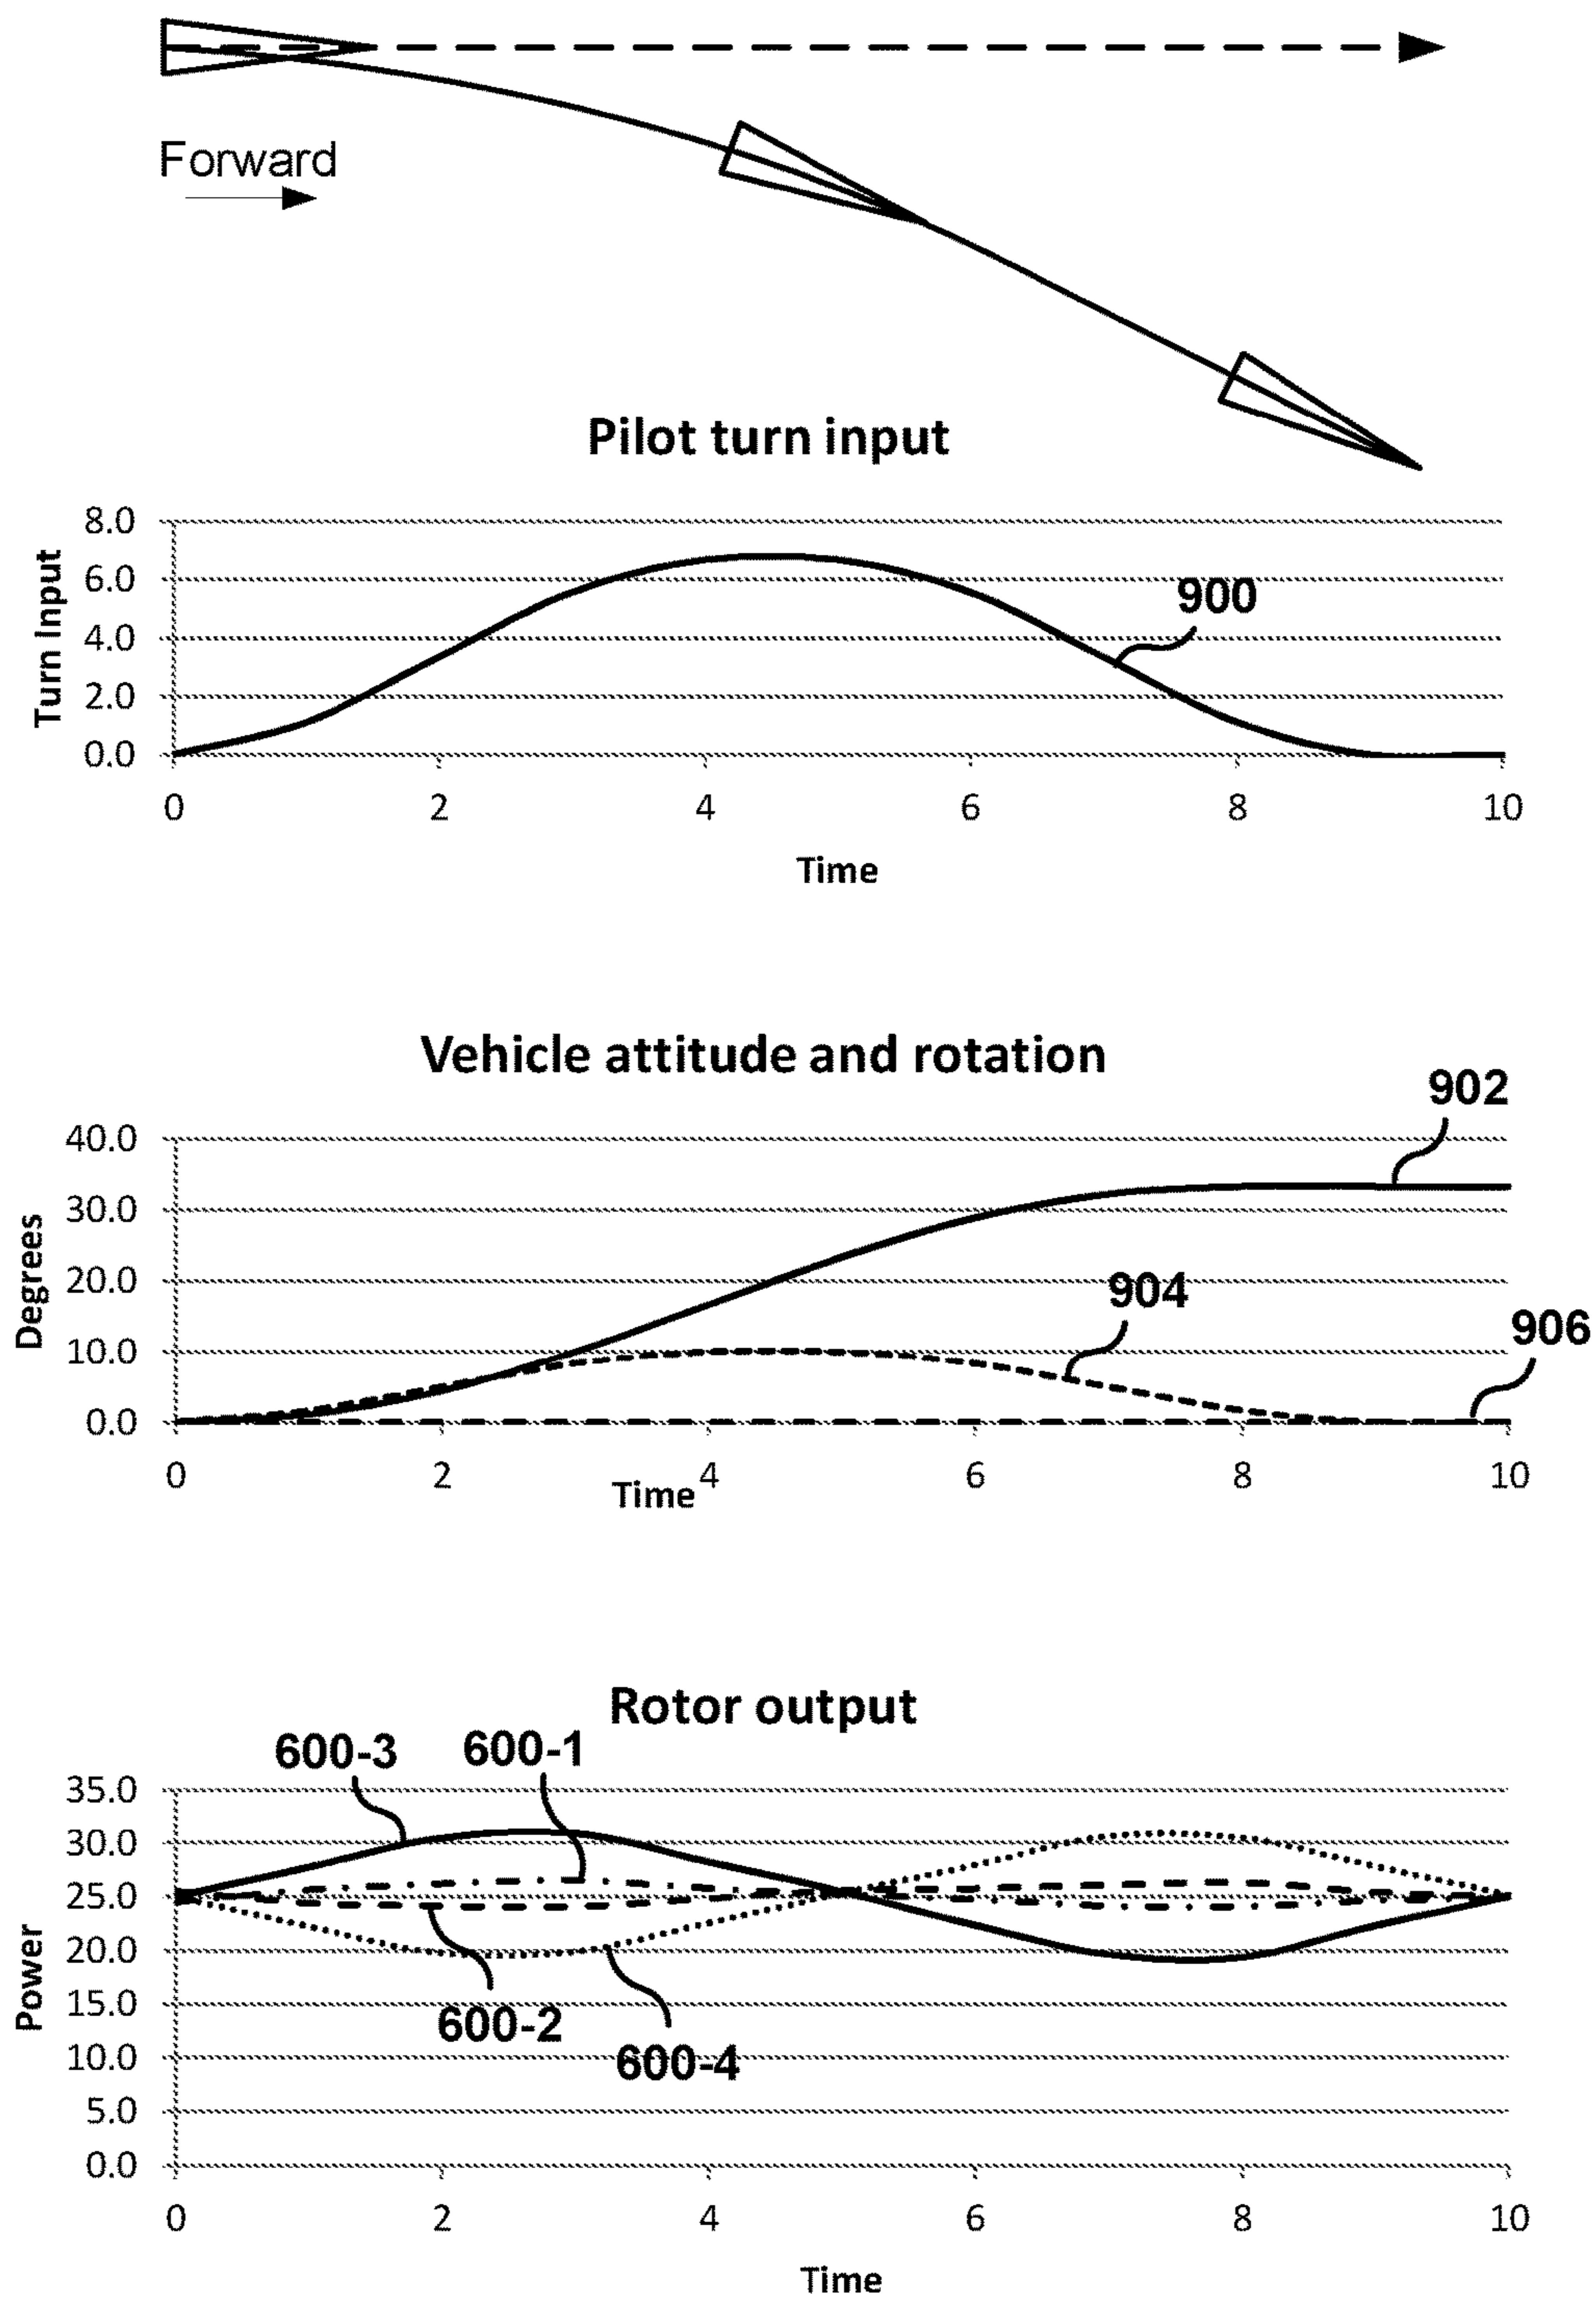 Forward
Pilot turn input
8.0
6.0
4.0
2.0
0.0
Turn Input
900
0 2 4 6 8 10
Time
Vehicle attitude and rotation
902
40.0
30.0
20.0
10.0
0.0
Degrees
904
906
0 2 4 6 8 10
Time
Rotor output
600-3 600-1
35.0
30.0
25.0
20.0
15.0
10.0
5.0
0.0
Power
600-2
600-4
0 2 4 6 8 10
Time